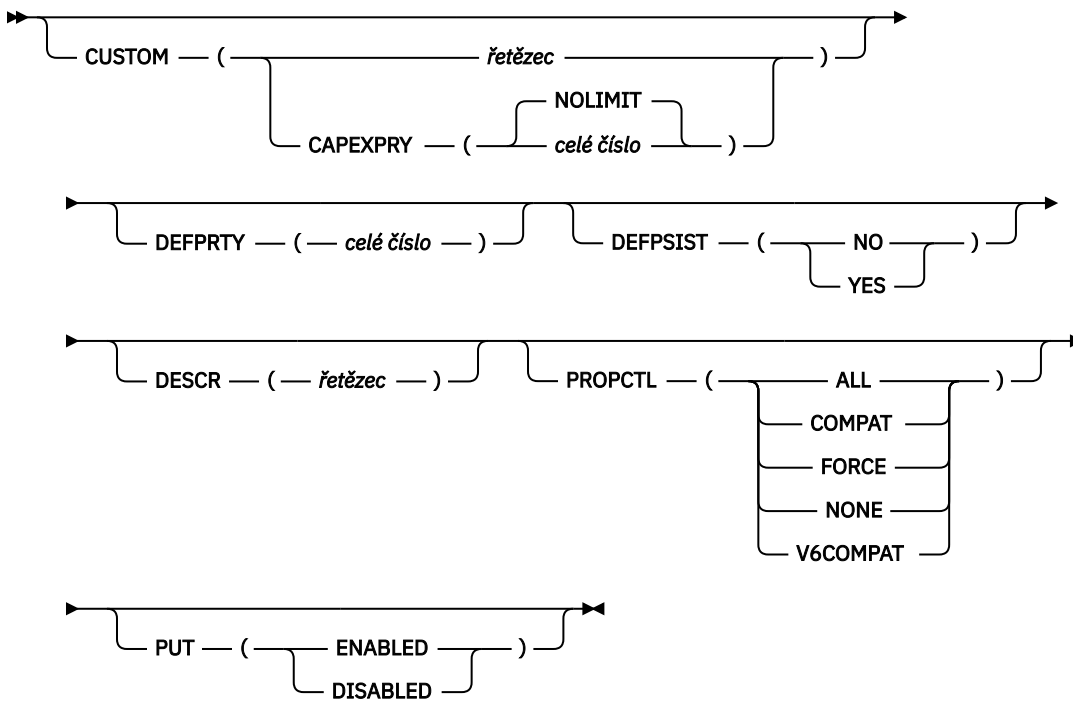 CUSTOM ( řetězec )
NOLIMIT
CAPEXPRY ( celé číslo )
DEFPRTY ( celé číslo ) DEFPSIST ( NO )
YES
DESCR ( řetězec ) PROPCTL ( ALL )
COMPAT
FORCE
NONE
V6COMPAT
PUT ( ENABLED )
DISABLED